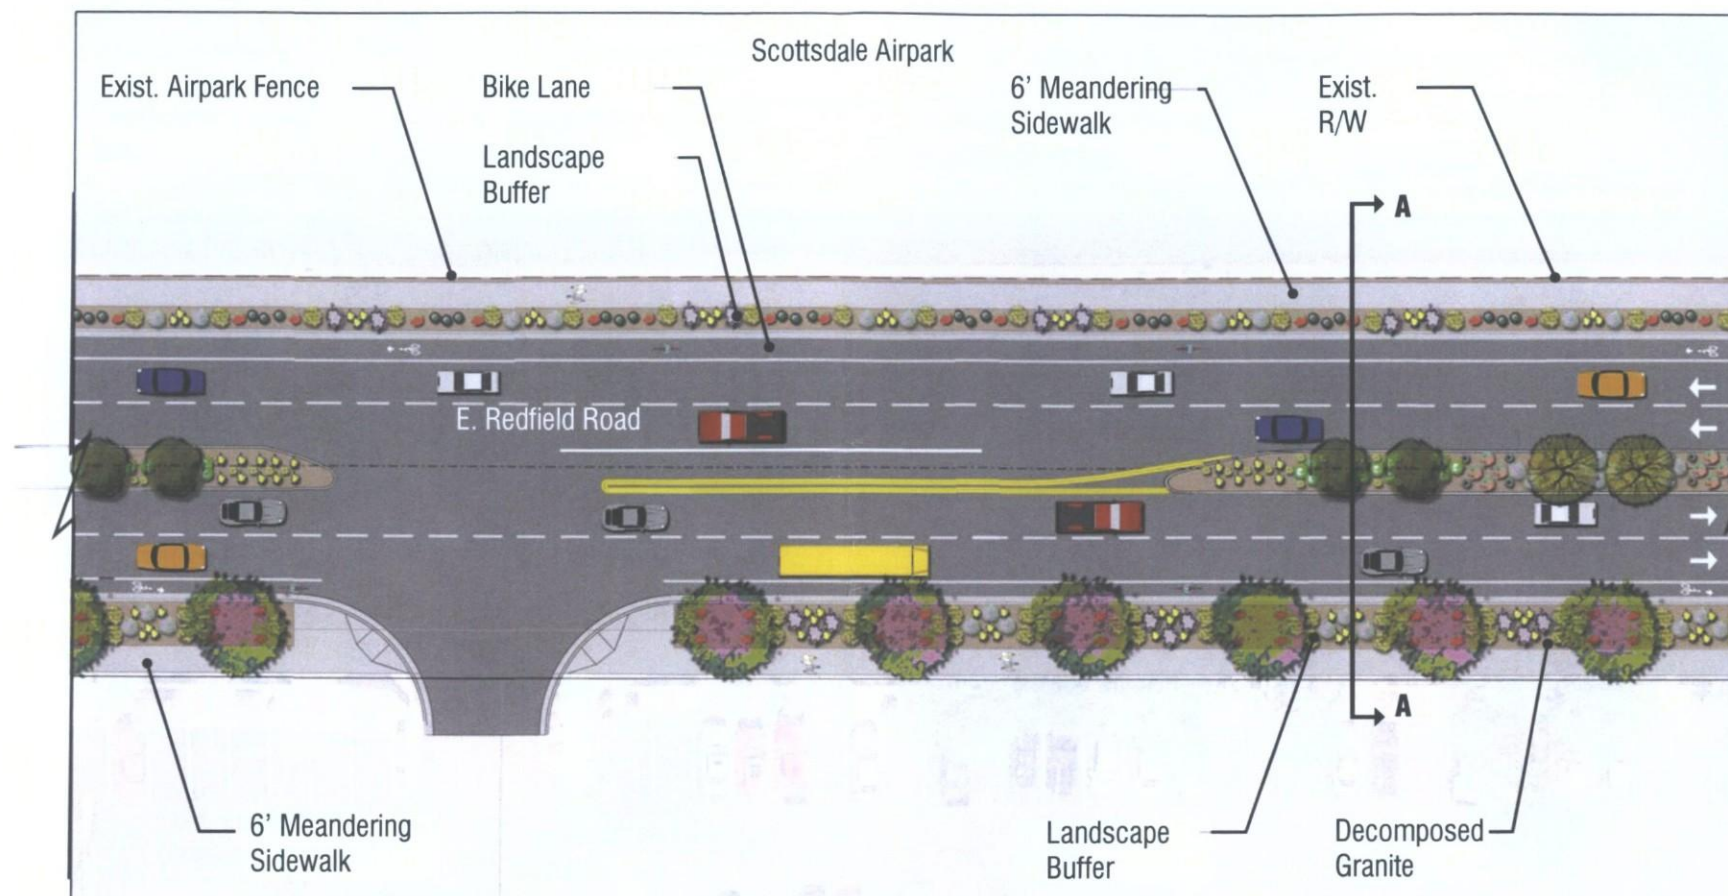 Scottsdale Airpark
Exist. Airpark Fence
Bike Lane
Landscape
Buffer
6' Meandering
Sidewalk
Exist.
R/W
A
E. Redfield Road
A
6' Meandering
Sidewalk
Landscape
Buffer
Decomposed
Granite